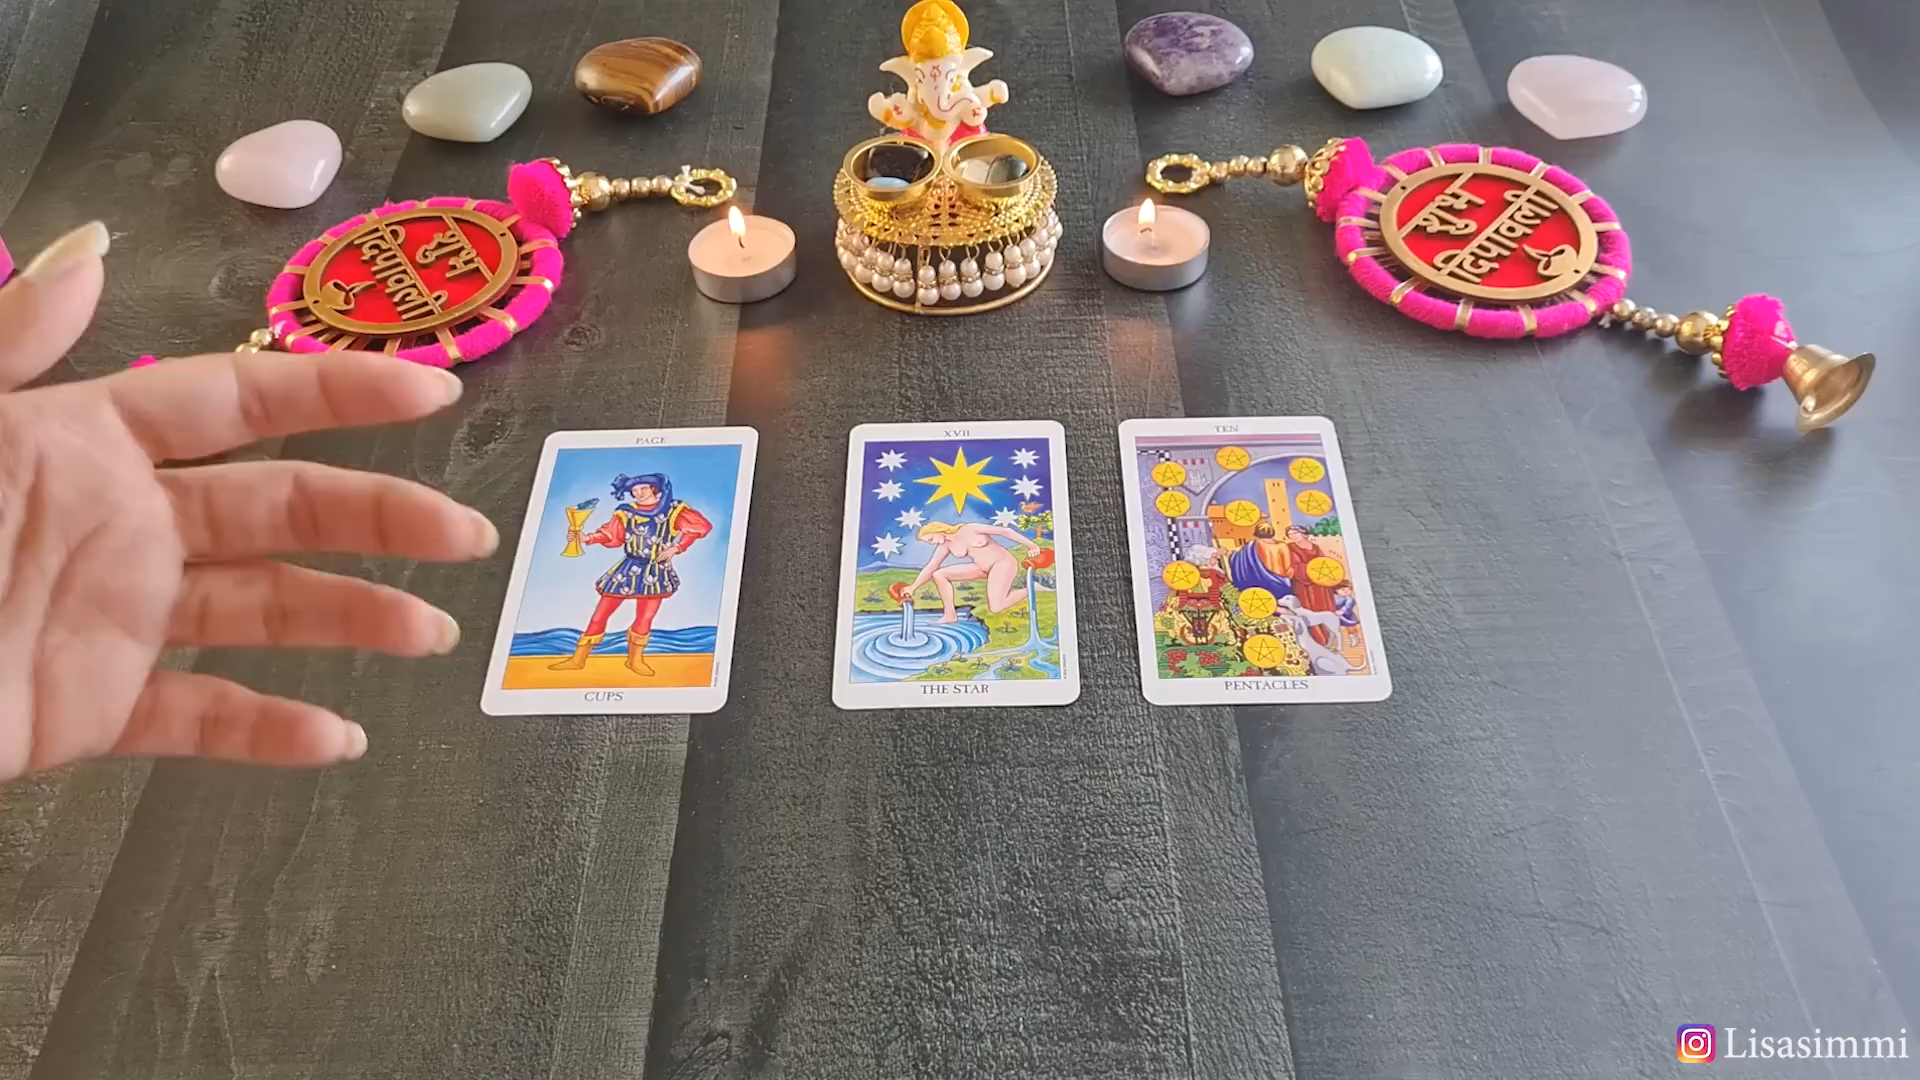 शुभ
दिपावली
शुभ
दिपावली
PAGE
CUPS
XVII
THE STAR
TEN
PENTACLES
Lisasimmi